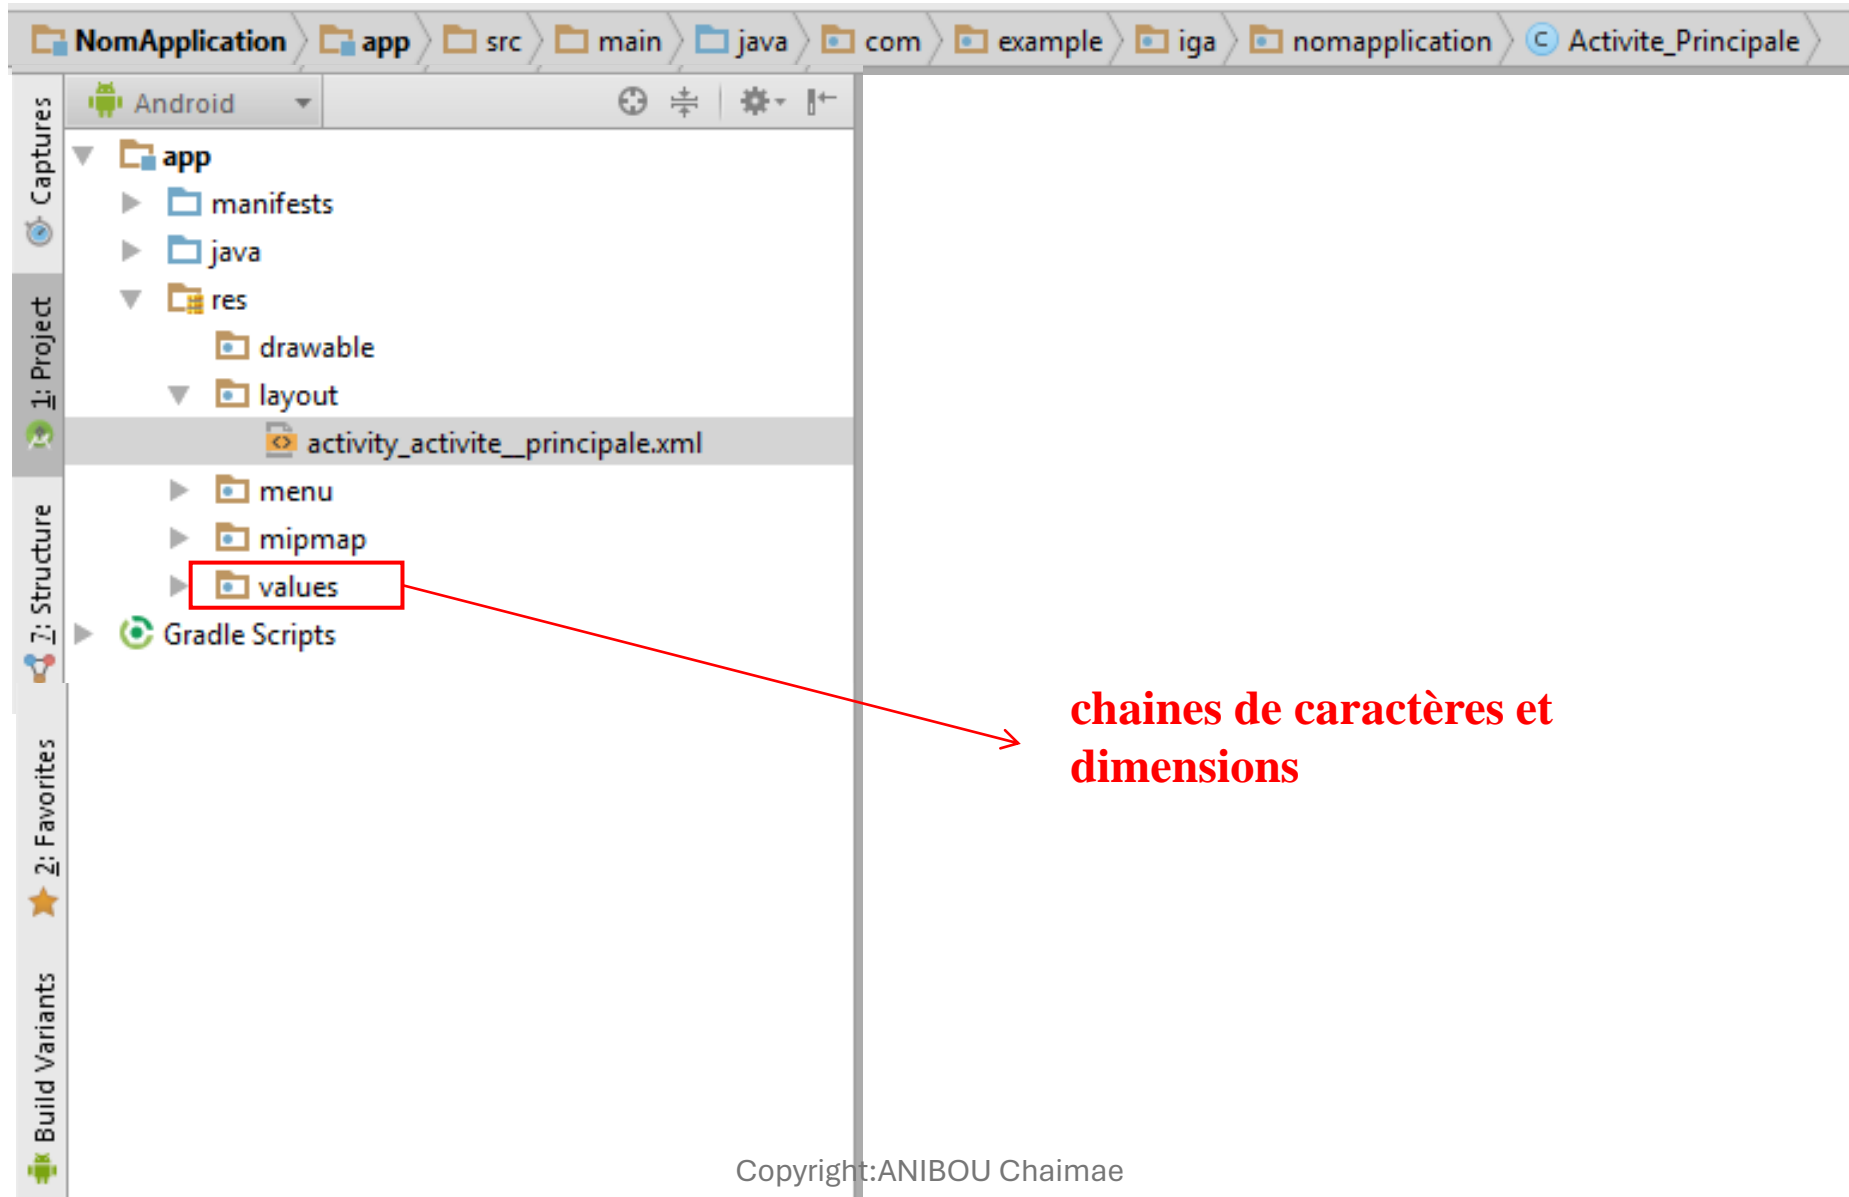 NomApplication app src main java com example iga nomapplication Activite_Principale
Android
app
manifests
java
res
drawable
layout
activity_activite__principale.xml
menu
mipmap
values
Gradle Scripts
Captures
1: Project
7: Structure
2: Favorites
Build Variants
chaines de caractères et
dimensions
Copyright:ANIBOU Chaimae